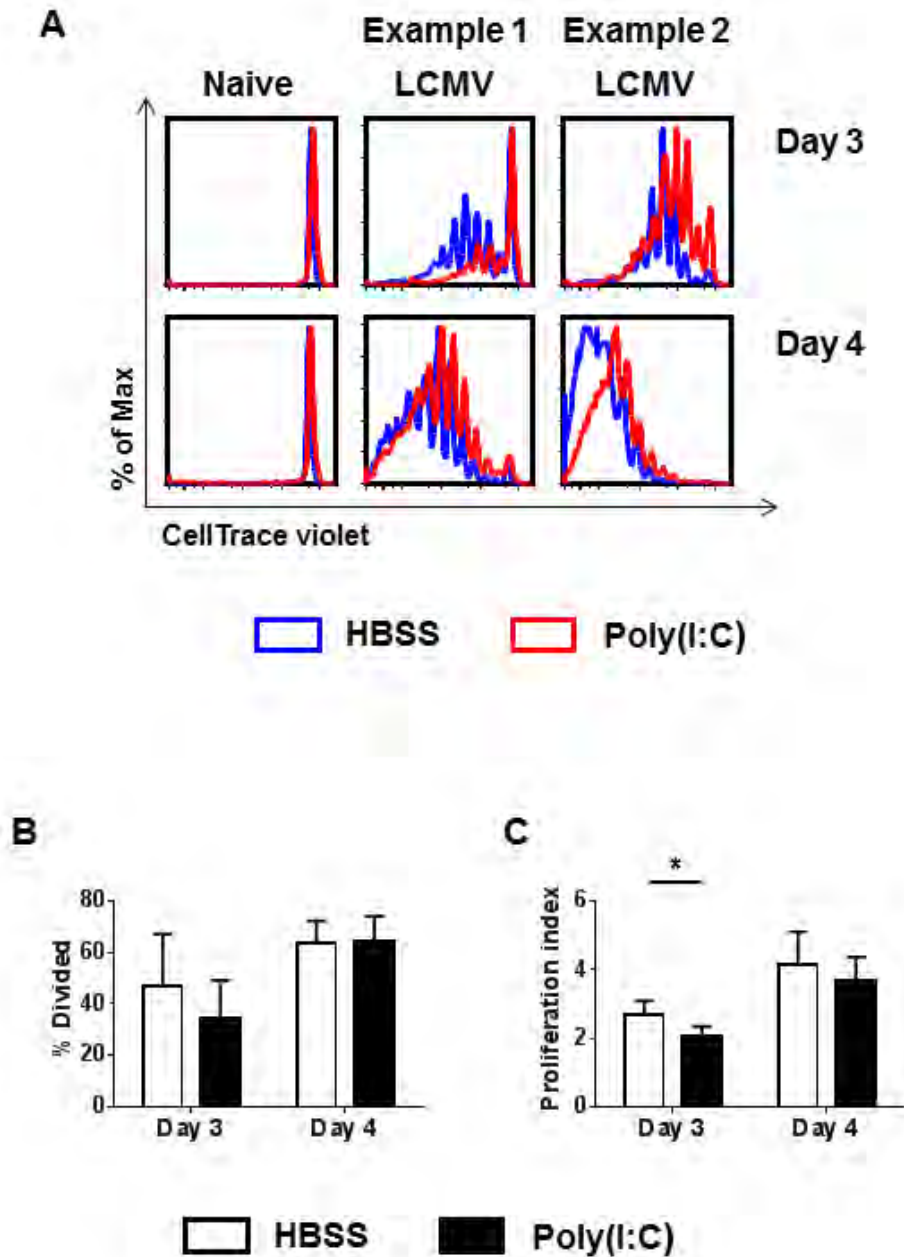 A
Example 1 Example 2
Naive LCMV LCMV
Day 3
Day 4
% of Max
CellTrace violet
HBSS Poly(I:C)
B C
80
60
40
20
0
% Divided
Day 3 Day 4
6
4
2
0
Proliferation index
*
Day 3 Day 4
HBSS Poly(I:C)